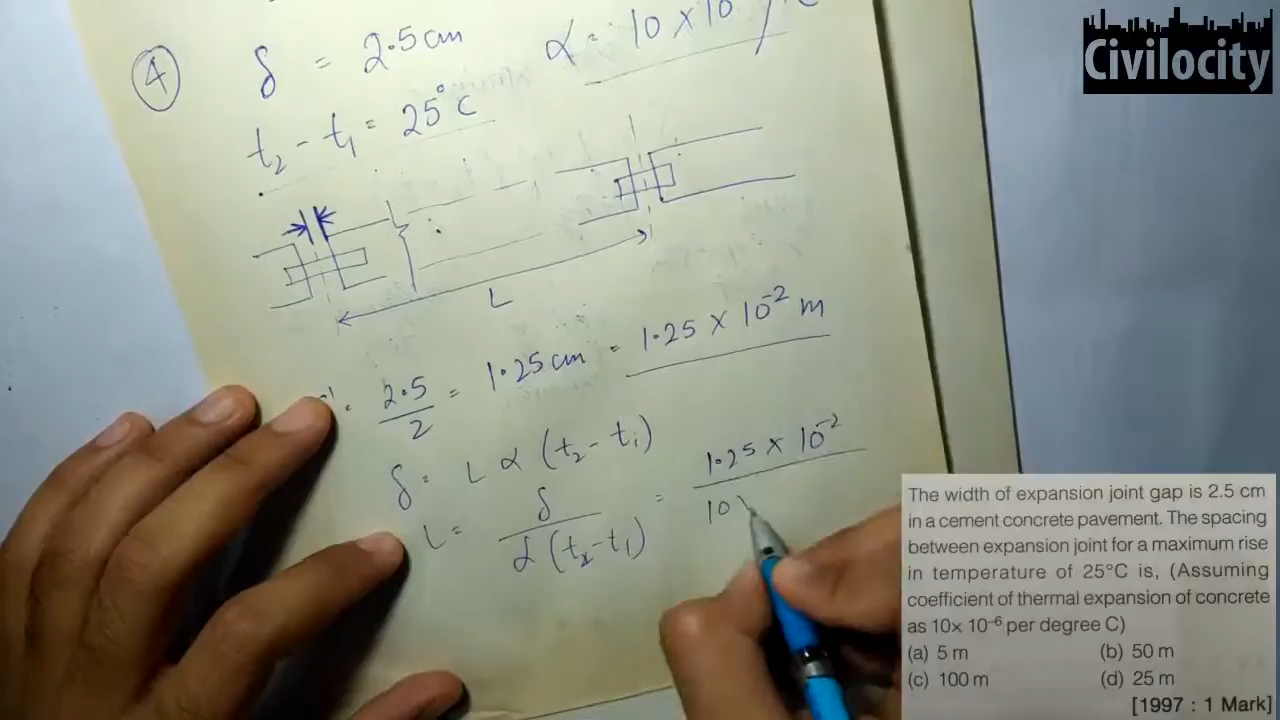 Civilocity
④ δ = 2.5 cm α = 10 × 10 /°C
t₂ - t₁ = 25°C
L
= 2.5/2 = 1.25 cm = 1.25 × 10⁻² m
δ = L α (t₂ - t₁)
L = δ / α (t₂ - t₁) = 1.25 × 10⁻² / 10 ×
The width of expansion joint gap is 2.5 cm
in a cement concrete pavement. The spacing
between expansion joint for a maximum rise
in temperature of 25°C is, (Assuming
coefficient of thermal expansion of concrete
as 10× 10⁻⁶ per degree C)
(a) 5 m (b) 50 m
(c) 100 m (d) 25 m
[1997 : 1 Mark]